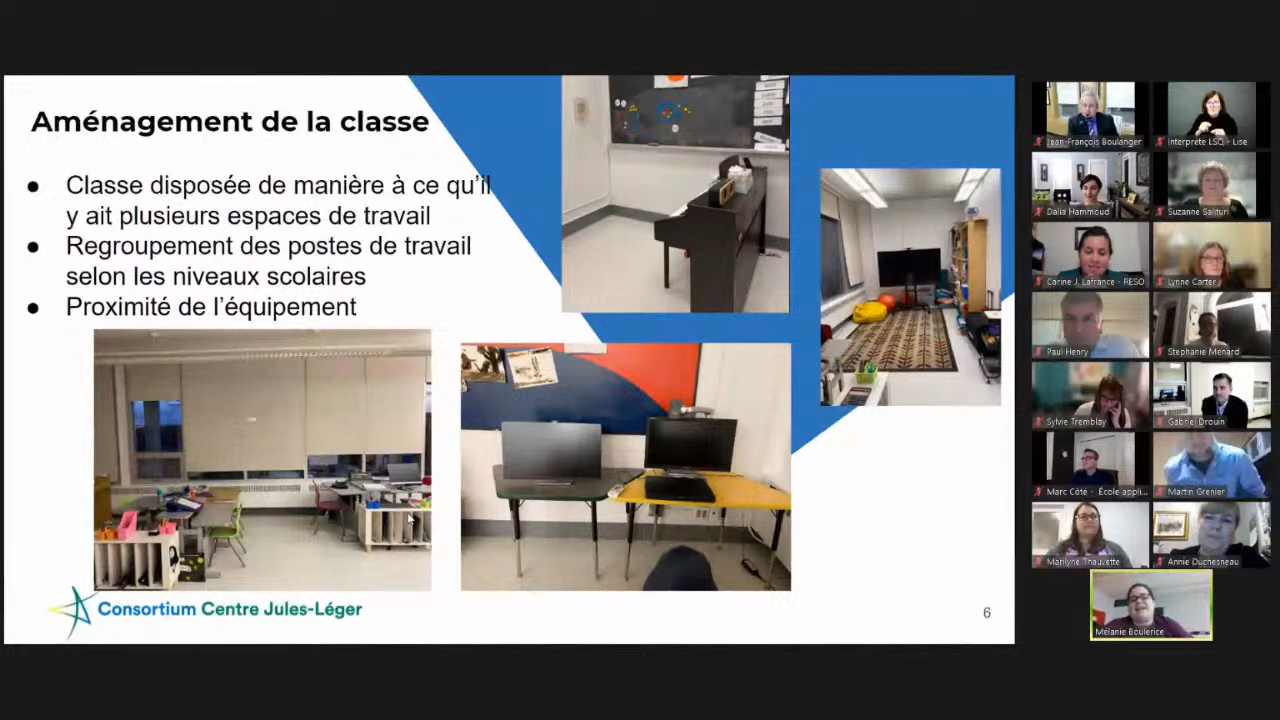 Aménagement de la classe
● Classe disposée de manière à ce qu’il
y ait plusieurs espaces de travail
● Regroupement des postes de travail
selon les niveaux scolaires
● Proximité de l’équipement
Consortium Centre Jules-Léger
6
Jean-François Boulanger
Interprète LSQ - Lise
Dalia Hammoud
Suzanne Salituri
Carine J. Lafrance - RESO
Lynne Carter
Paul Henry
Stephanie Menard
Sylvie Tremblay
Gabriel Drouin
Marc Côté - École appli...
Martin Grenier
Marilyne Thauvette
Annie Duchesneau
Mélanie Boulerice